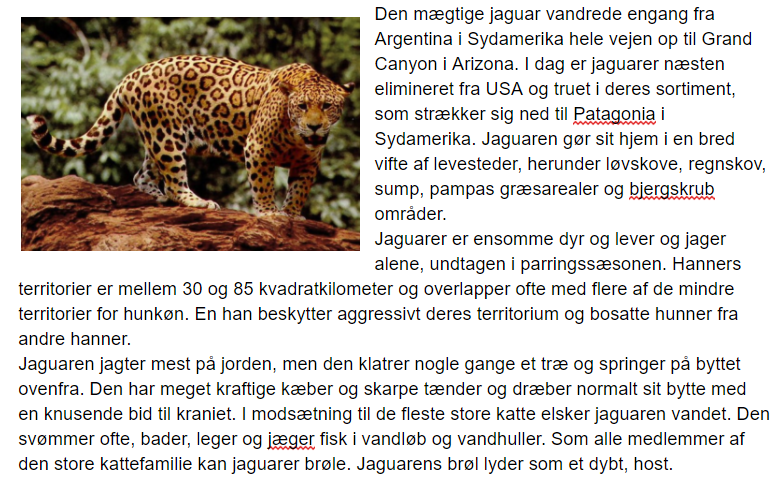 Den mægtige jaguar vandrede engang fra
Argentina i Sydamerika hele vejen op til Grand
Canyon i Arizona. I dag er jaguarer næsten
elimineret fra USA og truet i deres sortiment,
som strækker sig ned til Patagonia i
Sydamerika. Jaguaren gør sit hjem i en bred
vifte af levesteder, herunder løvskove, regnskov,
sump, pampas græsarealer og bjergskrub
områder.
Jaguarer er ensomme dyr og lever og jager
alene, undtagen i parringssæsonen. Hanners
territorier er mellem 30 og 85 kvadratkilometer og overlapper ofte med flere af de mindre
territorier for hunkøn. En han beskytter aggressivt deres territorium og bosatte hunner fra
andre hanner.
Jaguaren jagter mest på jorden, men den klatrer nogle gange et træ og springer på byttet
ovenfra. Den har meget kraftige kæber og skarpe tænder og dræber normalt sit bytte med
en knusende bid til kraniet. I modsætning til de fleste store katte elsker jaguaren vandet. Den
svømmer ofte, bader, leger og jæger fisk i vandløb og vandhuller. Som alle medlemmer af
den store kattefamilie kan jaguarer brøle. Jaguarens brøl lyder som et dybt, host.